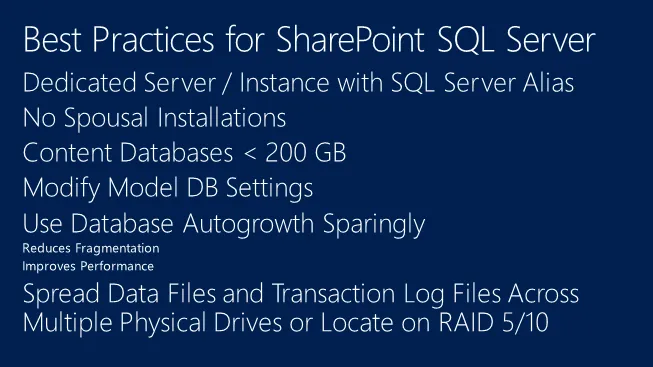 Best Practices for SharePoint SQL Server
Dedicated Server / Instance with SQL Server Alias
No Spousal Installations
Content Databases < 200 GB
Modify Model DB Settings
Use Database Autogrowth Sparingly
Reduces Fragmentation
Improves Performance
Spread Data Files and Transaction Log Files Across
Multiple Physical Drives or Locate on RAID 5/10